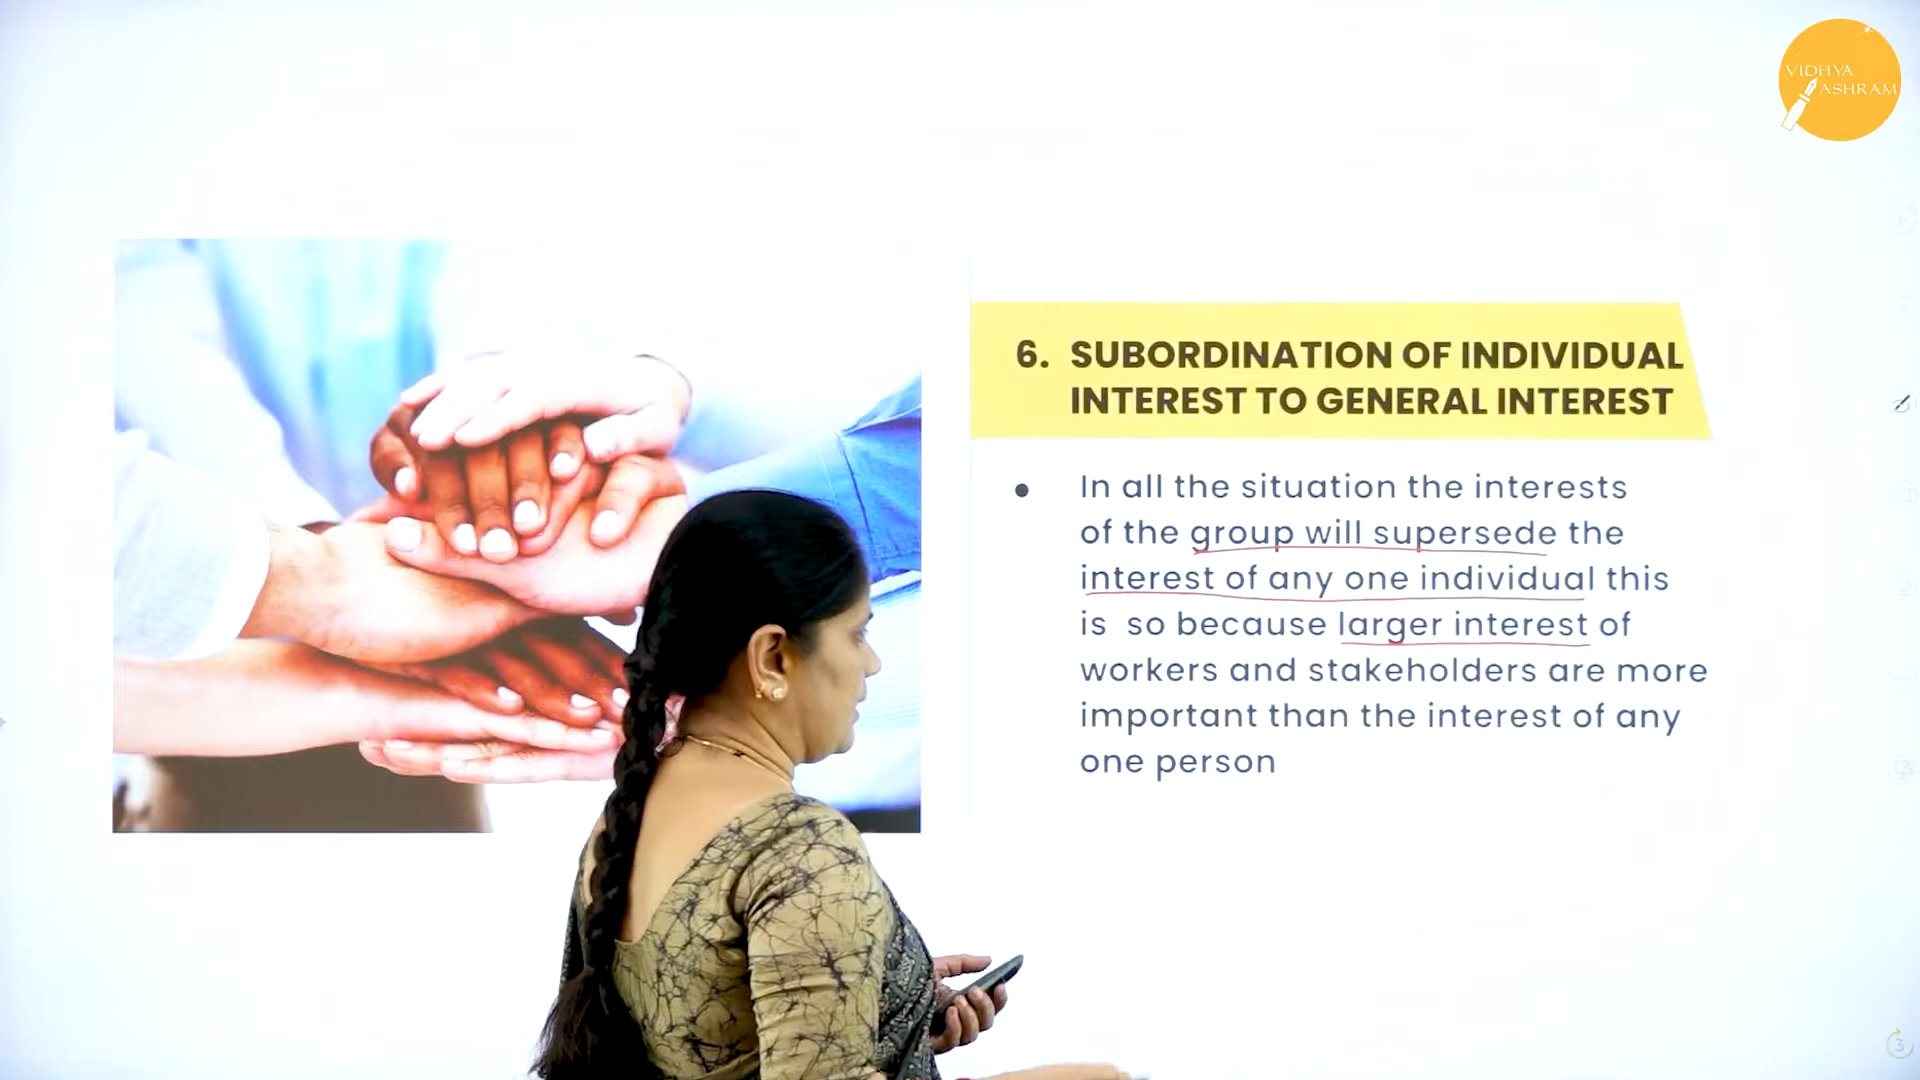 VIDHYA
ASHRAM
6. SUBORDINATION OF INDIVIDUAL
INTEREST TO GENERAL INTEREST
• In all the situation the interests
of the group will supersede the
interest of any one individual this
is so because larger interest of
workers and stakeholders are more
important than the interest of any
one person
3